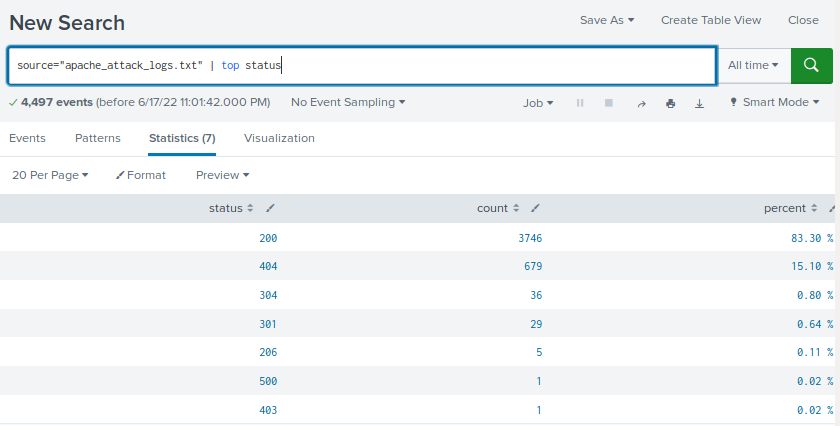 New Search
Save As Create Table View Close
source="apache_attack_logs.txt" | top status
All time
4,497 events (before 6/17/22 11:01:42.000 PM) No Event Sampling Job Smart Mode
Events Patterns Statistics (7) Visualization
20 Per Page Format Preview
status count percent
200 3746 83.30 %
404 679 15.10 %
304 36 0.80 %
301 29 0.64 %
206 5 0.11 %
500 1 0.02 %
403 1 0.02 %